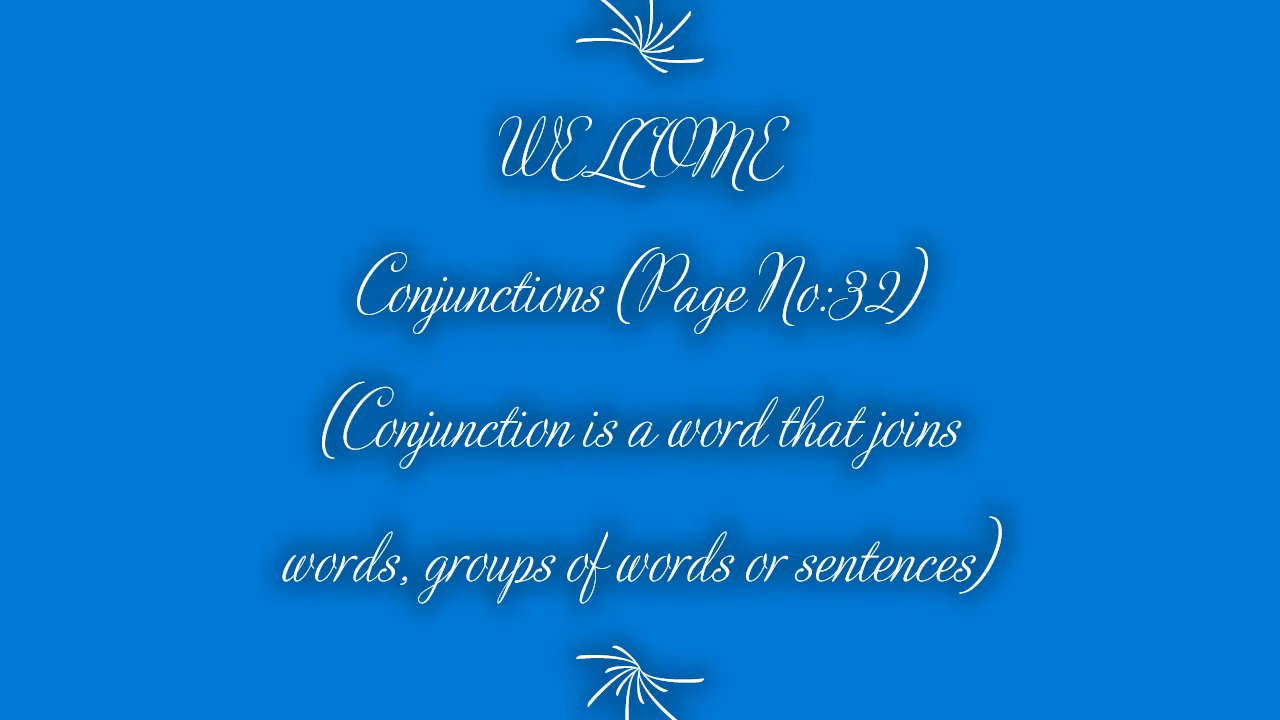 WELCOME
Conjunctions (Page No:32)
(Conjunction is a word that joins
words, groups of words or sentences)